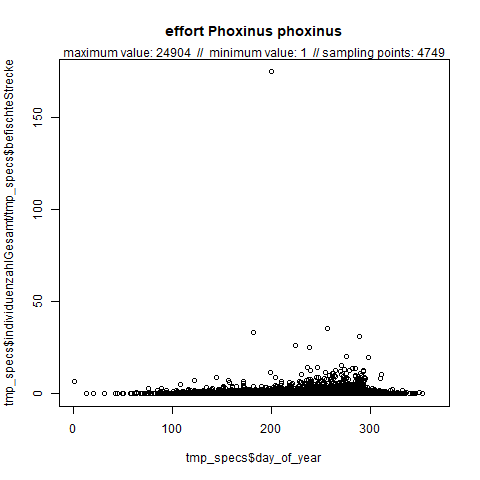 effort Phoxinus phoxinus
maximum value: 24904 // minimum value: 1 // sampling points: 4749
tmp_specs$individuenzahlGesamt/tmp_specs$befischteStrecke
150
100
50
0
0 100 200 300
tmp_specs$day_of_year